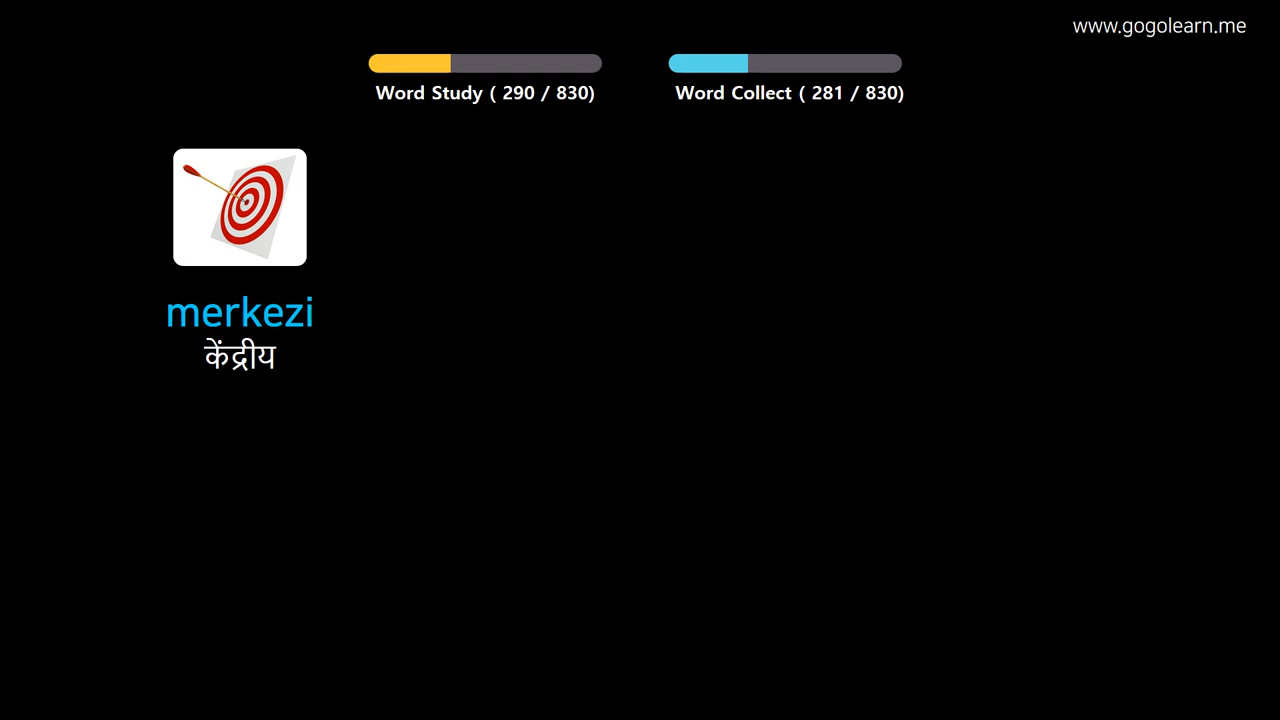 www.gogolearn.me
Word Study ( 290 / 830)
Word Collect ( 281 / 830)
merkezi
केंद्रीय